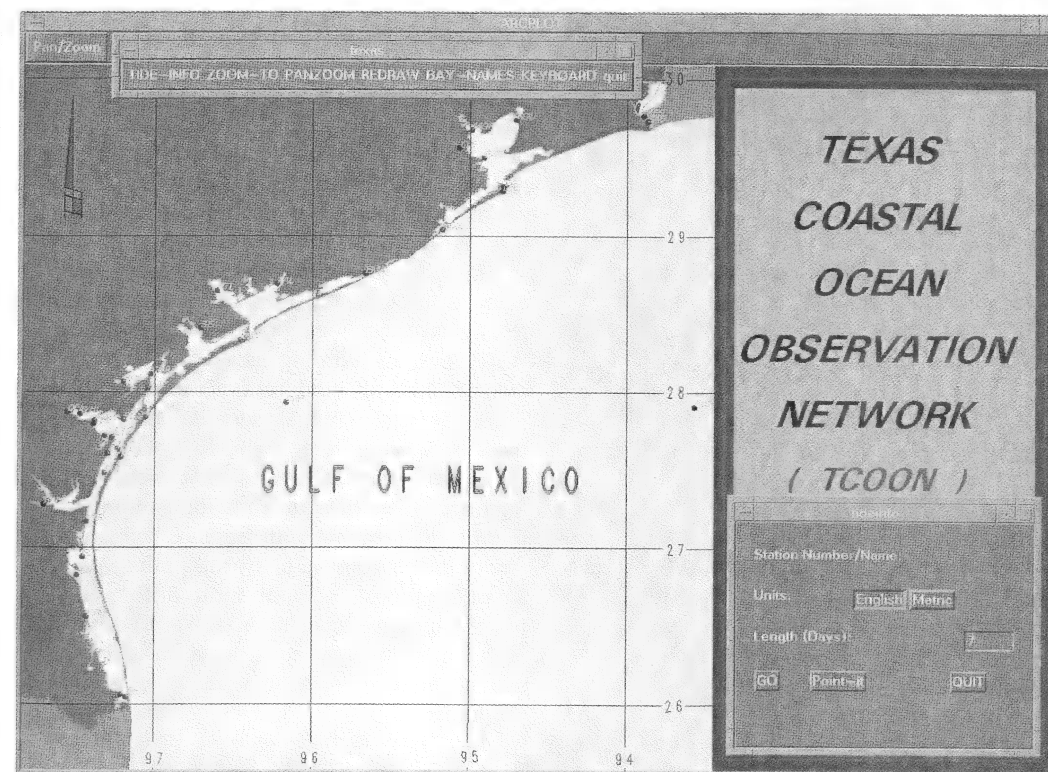 ARCPLOT
Pan/Zoom
texas
TIDE-INFO ZOOM-TO PANZOOM REDRAW BAY-NAMES KEYBOARD quit
30
29
28
27
26
97 96 95 94
GULF OF MEXICO
TEXAS
COASTAL
OCEAN
OBSERVATION
NETWORK
( TCOON )
Station Number/Name:
Units: English Metric
Length (Days): 7
GO Point-it QUIT